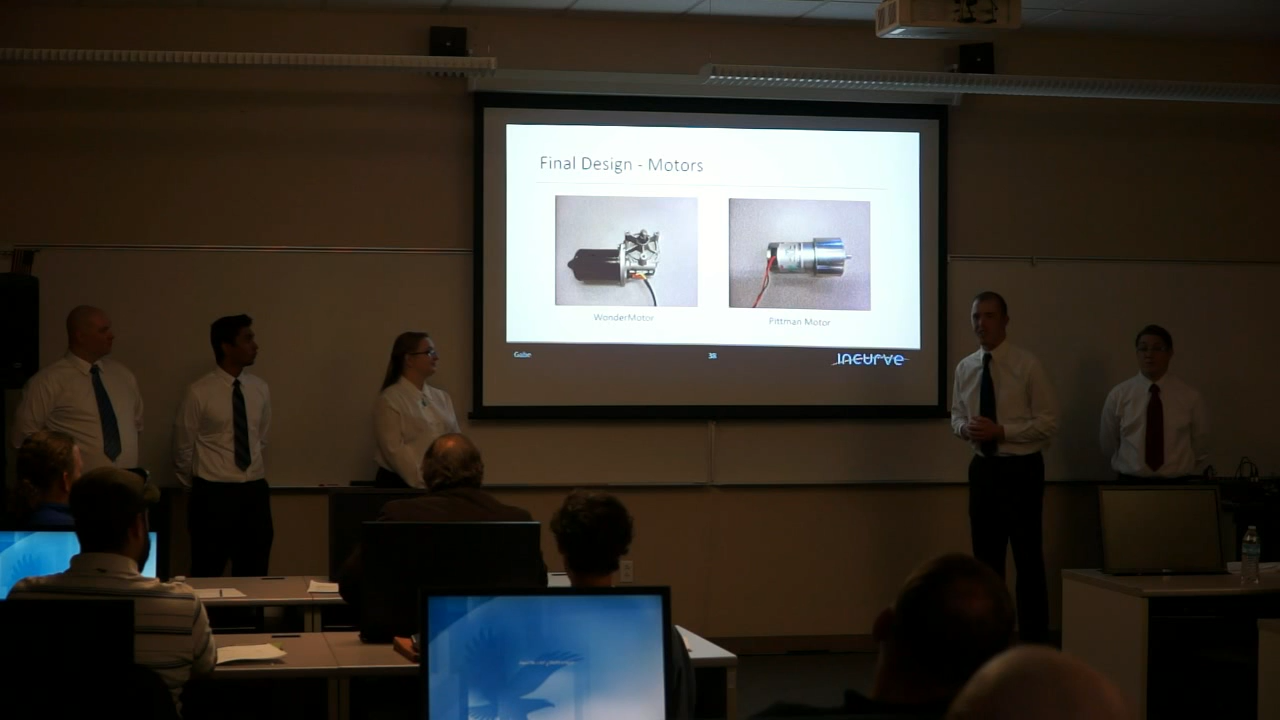 Final Design - Motors
WonderMotor
Pittman Motor
Gabe
38
INCURVE